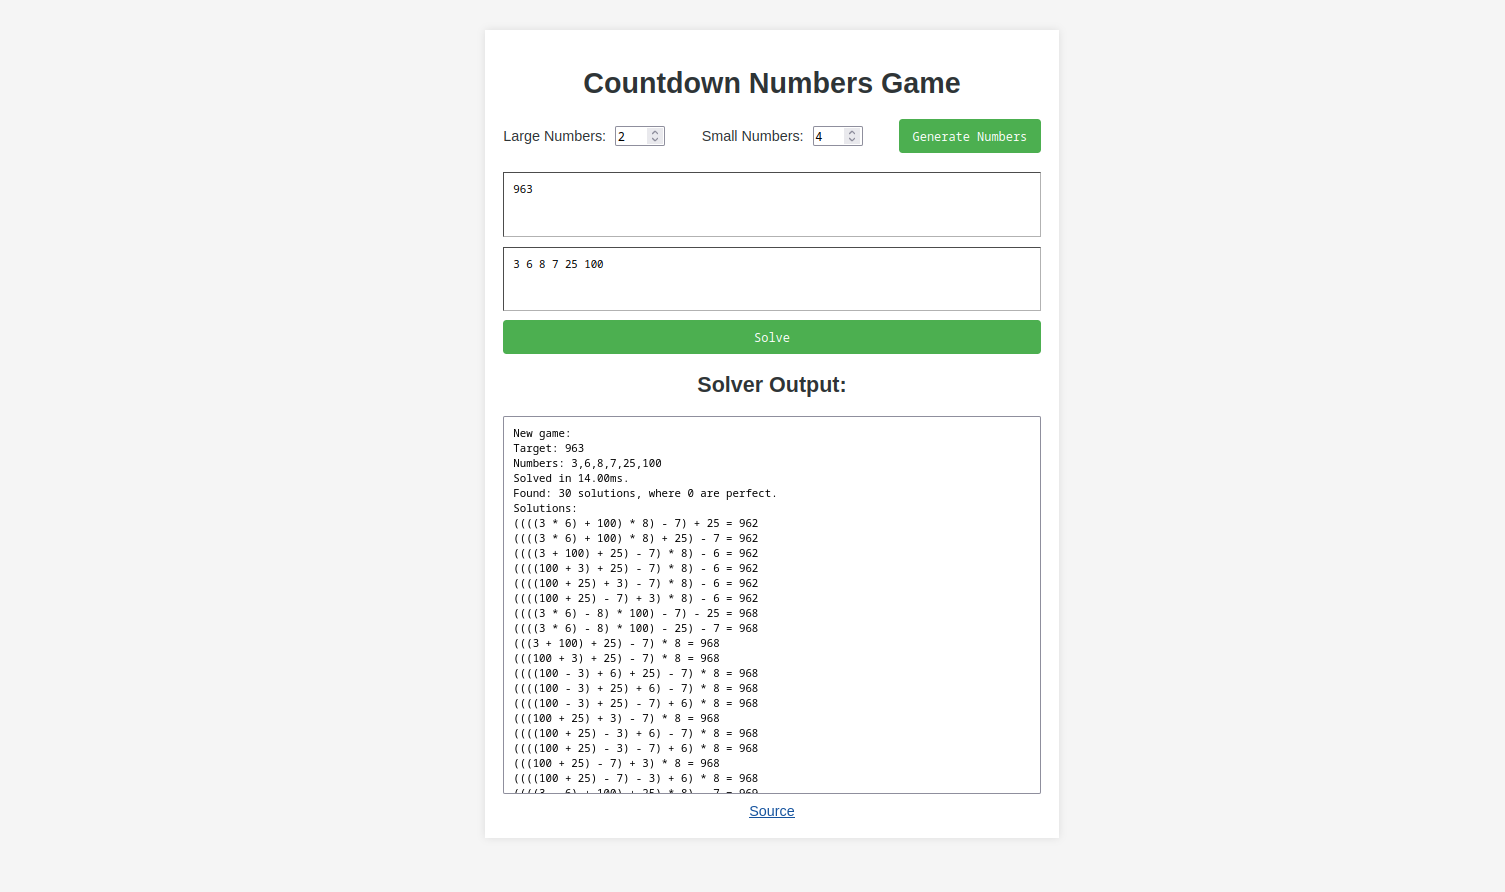 Countdown Numbers Game
Large Numbers: 2 Small Numbers: 4 Generate Numbers
963
3 6 8 7 25 100
Solve
Solver Output:
New game:
Target: 963
Numbers: 3,6,8,7,25,100
Solved in 14.00ms.
Found: 30 solutions, where 0 are perfect.
Solutions:
((((3 * 6) + 100) * 8) - 7) + 25 = 962
((((3 * 6) + 100) * 8) + 25) - 7 = 962
((((3 + 100) + 25) - 7) * 8) - 6 = 962
((((100 + 3) + 25) - 7) * 8) - 6 = 962
((((100 + 25) + 3) - 7) * 8) - 6 = 962
((((100 + 25) - 7) + 3) * 8) - 6 = 962
((((3 * 6) - 8) * 100) - 7) - 25 = 968
((((3 * 6) - 8) * 100) - 25) - 7 = 968
(((3 + 100) + 25) - 7) * 8 = 968
(((100 + 3) + 25) - 7) * 8 = 968
((((100 - 3) + 6) + 25) - 7) * 8 = 968
((((100 - 3) + 25) + 6) - 7) * 8 = 968
((((100 - 3) + 25) - 7) + 6) * 8 = 968
(((100 + 25) + 3) - 7) * 8 = 968
((((100 + 25) - 3) + 6) - 7) * 8 = 968
((((100 + 25) - 3) - 7) + 6) * 8 = 968
(((100 + 25) - 7) + 3) * 8 = 968
((((100 + 25) - 7) - 3) + 6) * 8 = 968
Source